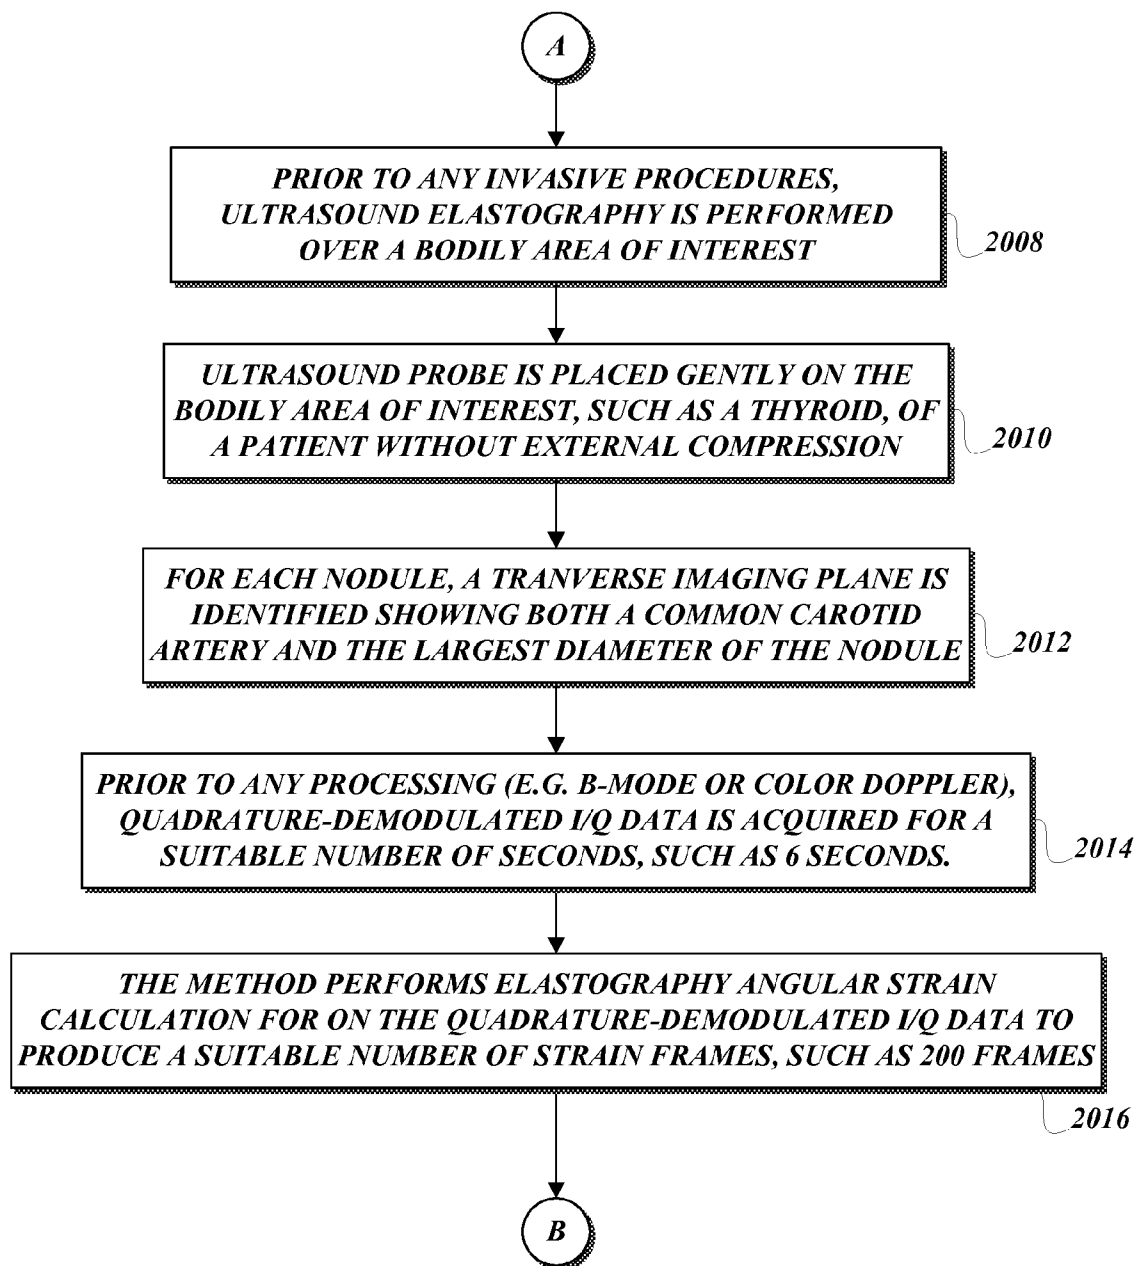 A
PRIOR TO ANY INVASIVE PROCEDURES,
ULTRASOUND ELASTOGRAPHY IS PERFORMED
OVER A BODILY AREA OF INTEREST
2008
ULTRASOUND PROBE IS PLACED GENTLY ON THE
BODILY AREA OF INTEREST, SUCH AS A THYROID, OF
A PATIENT WITHOUT EXTERNAL COMPRESSION
2010
FOR EACH NODULE, A TRANVERSE IMAGING PLANE IS
IDENTIFIED SHOWING BOTH A COMMON CAROTID
ARTERY AND THE LARGEST DIAMETER OF THE NODULE
2012
PRIOR TO ANY PROCESSING (E.G. B-MODE OR COLOR DOPPLER),
QUADRATURE-DEMODULATED I/Q DATA IS ACQUIRED FOR A
SUITABLE NUMBER OF SECONDS, SUCH AS 6 SECONDS.
2014
THE METHOD PERFORMS ELASTOGRAPHY ANGULAR STRAIN
CALCULATION FOR ON THE QUADRATURE-DEMODULATED I/Q DATA TO
PRODUCE A SUITABLE NUMBER OF STRAIN FRAMES, SUCH AS 200 FRAMES
2016
B